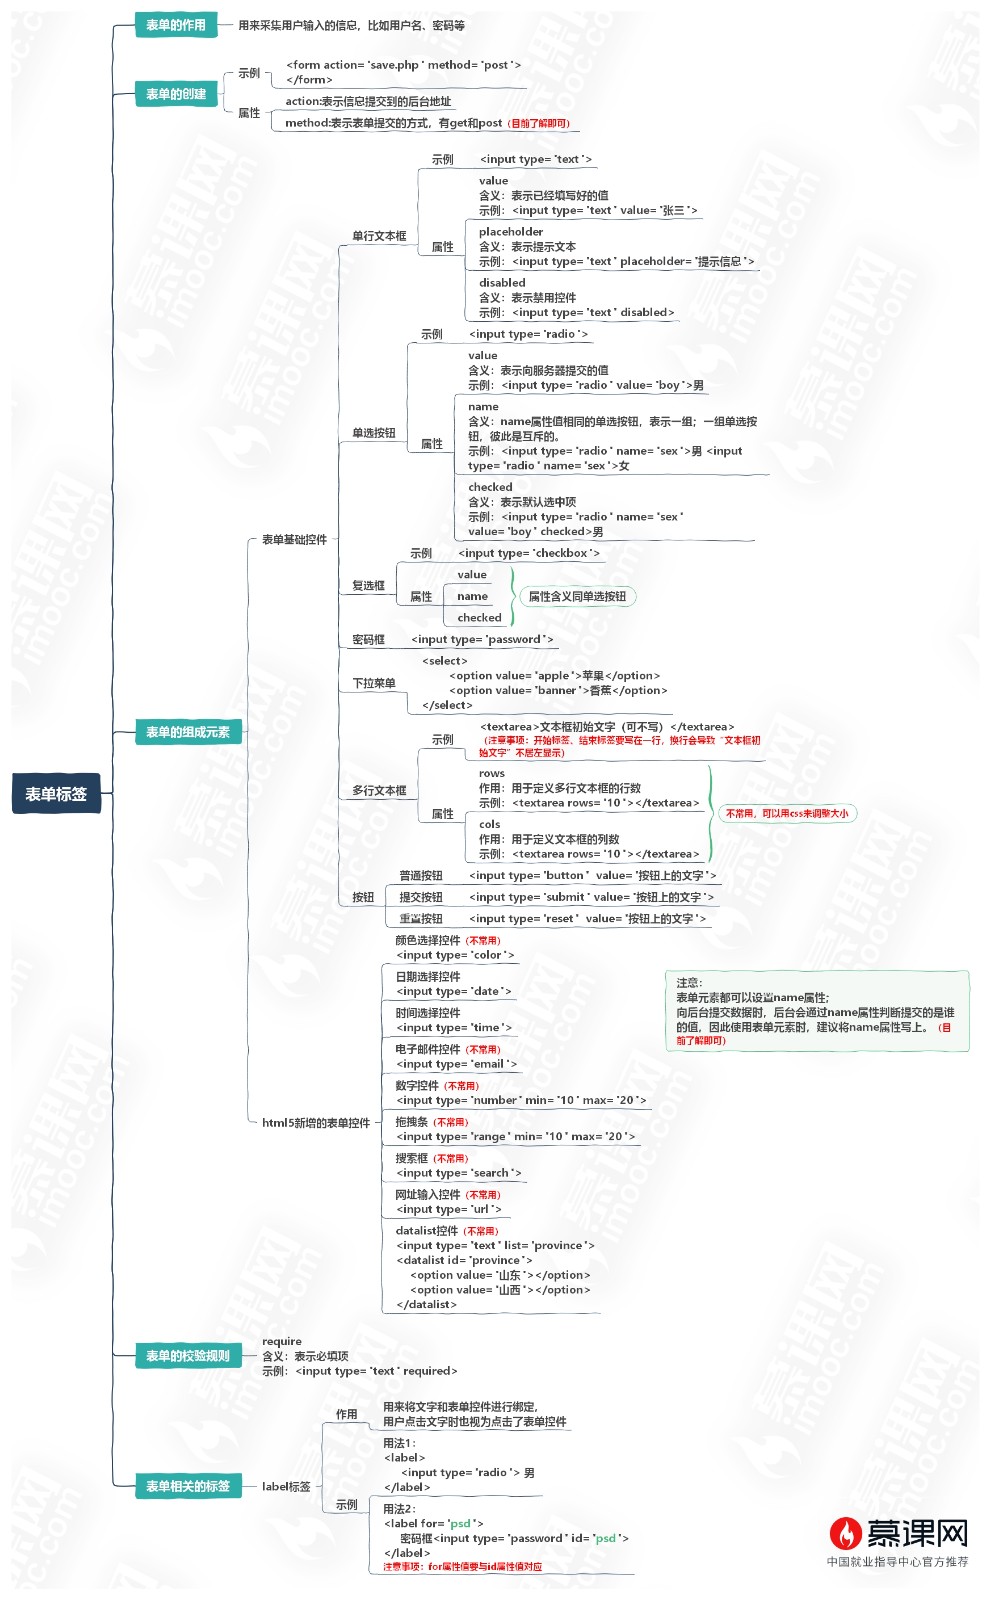 表单标签
表单的作用
用来采集用户输入的信息，比如用户名、密码等
表单的创建
示例
<form action="save.php" method="post">
</form>
属性
action:表示信息提交到的后台地址
method:表示表单提交的方式，有get和post（目前了解即可）
表单的组成元素
表单基础控件
单行文本框
示例
<input type="text">
属性
value
含义：表示已经填写好的值
示例：<input type="text" value="张三">
placeholder
含义：表示提示文本
示例：<input type="text" placeholder="提示信息">
disabled
含义：表示禁用控件
示例：<input type="text" disabled>
单选按钮
示例
<input type="radio">
属性
value
含义：表示向服务器提交的值
示例：<input type="radio" value="boy">男
name
含义：name属性值相同的单选按钮，表示一组；一组单选按
钮，彼此是互斥的。
示例：<input type="radio" name="sex">男 <input
type="radio" name="sex">女
checked
含义：表示默认选中项
示例：<input type="radio" name="sex"
value="boy" checked>男
复选框
示例
<input type="checkbox">
属性
value
name
checked
属性含义同单选按钮
密码框
<input type="password">
下拉菜单
<select>
<option value="apple">苹果</option>
<option value="banner">香蕉</option>
</select>
多行文本框
示例
<textarea>文本框初始文字（可不写）</textarea>
（注意事项：开始标签、结束标签要写在一行，换行会导致“文本框初
始文字”不居左显示）
属性
rows
作用：用于定义多行文本框的行数
示例：<textarea rows="10"></textarea>
cols
作用：用于定义文本框的列数
示例：<textarea rows="10"></textarea>
不常用，可以用css来调整大小
按钮
普通按钮
<input type="button" value="按钮上的文字">
提交按钮
<input type="submit" value="按钮上的文字">
重置按钮
<input type="reset" value="按钮上的文字">
html5新增的表单控件
颜色选择控件（不常用）
<input type="color">
日期选择控件
<input type="date">
时间选择控件
<input type="time">
电子邮件控件（不常用）
<input type="email">
数字控件（不常用）
<input type="number" min="10" max="20">
拖拽条（不常用）
<input type="range" min="10" max="20">
搜索框（不常用）
<input type="search">
网址输入控件（不常用）
<input type="url">
datalist控件（不常用）
<input type="text" list="province">
<datalist id="province">
<option value="山东"></option>
<option value="山西"></option>
</datalist>
注意：
表单元素都可以设置name属性；
向后台提交数据时，后台会通过name属性判断提交的是谁
的值，因此使用表单元素时，建议将name属性写上。（目
前了解即可）
表单的校验规则
require
含义：表示必填项
示例：<input type="text" required>
表单相关的标签
label标签
作用
用来将文字和表单控件进行绑定，
用户点击文字时也视为点击了表单控件
示例
用法1：
<label>
<input type="radio"> 男
</label>
用法2：
<label for="psd">
密码框<input type="password" id="psd">
</label>
注意事项：for属性值要与id属性值对应
慕课网
中国就业指导中心官方推荐
慕课网
imooc.com